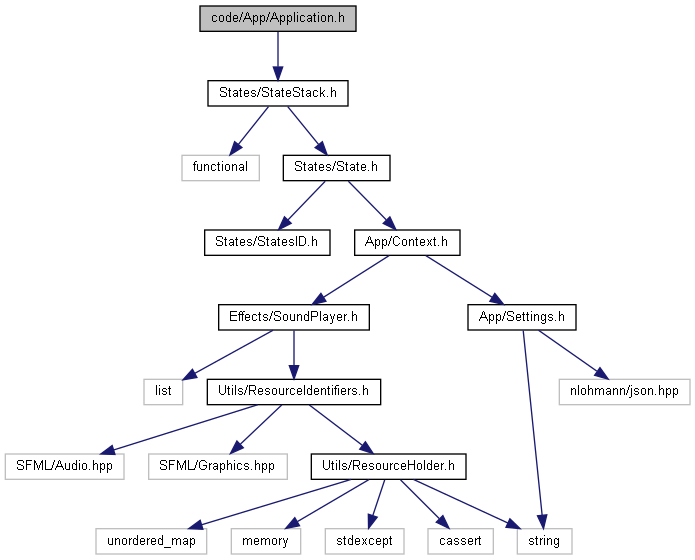 code/App/Application.h
States/StateStack.h
functional
States/State.h
States/StatesID.h
App/Context.h
Effects/SoundPlayer.h
App/Settings.h
list
Utils/ResourceIdentifiers.h
nlohmann/json.hpp
SFML/Audio.hpp
SFML/Graphics.hpp
Utils/ResourceHolder.h
unordered_map
memory
stdexcept
cassert
string